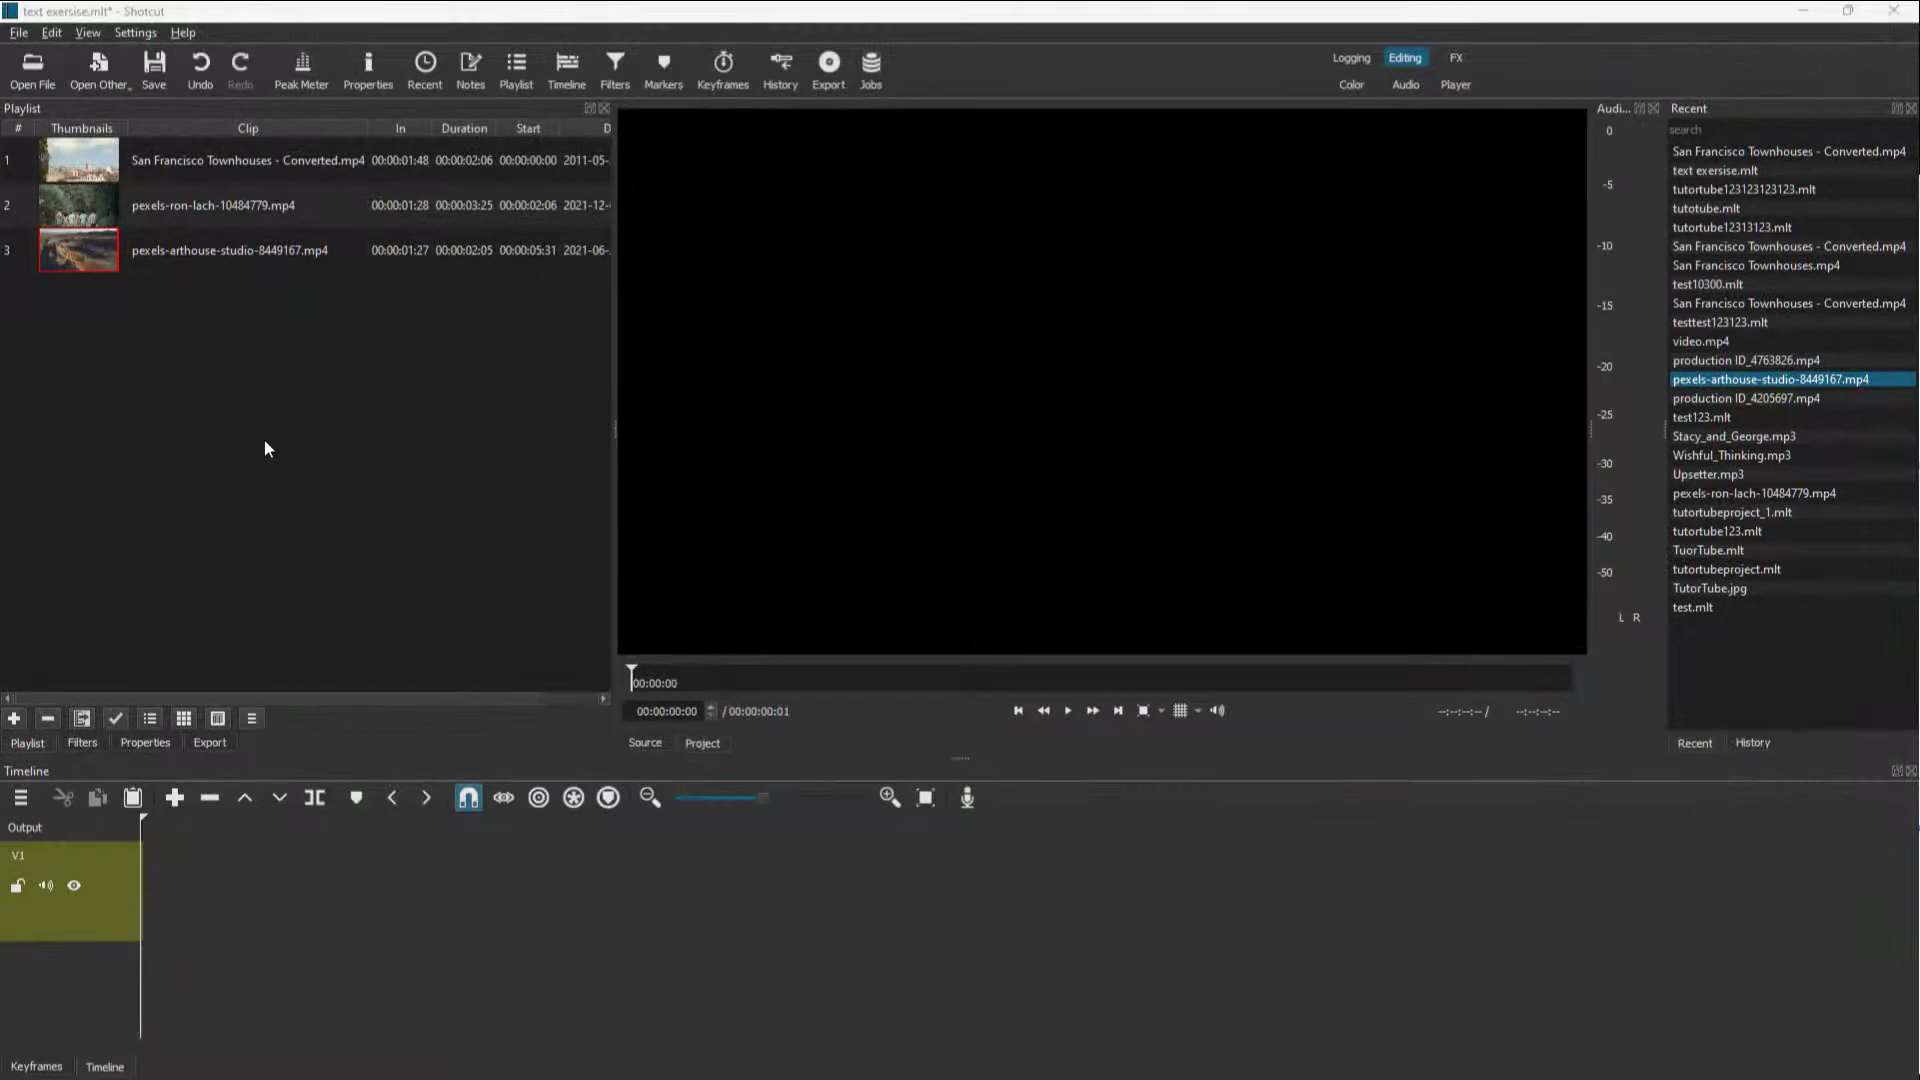 text exersise.mlt* - Shotcut
File Edit View Settings Help
Open File Open Other... Save Undo Redo Peak Meter Properties Recent Notes Playlist Timeline Filters Markers Keyframes History Export Jobs
Logging Editing FX
Color Audio Player
Playlist
# Thumbnails Clip In Duration Start D
1 San Francisco Townhouses - Converted.mp4 00:00:01:48 00:00:02:06 00:00:00:00 2011-05-
2 pexels-ron-lach-10484779.mp4 00:00:01:28 00:00:03:25 00:00:02:06 2021-12-
3 pexels-arthouse-studio-8449167.mp4 00:00:01:27 00:00:02:05 00:00:05:31 2021-06-
Playlist Filters Properties Export
00:00:00
00:00:00:00 / 00:00:00:01
--:--:--:-- / --:--:--:--
Source Project
Audi...
0
-5
-10
-15
-20
-25
-30
-35
-40
-50
L R
Recent
search
San Francisco Townhouses - Converted.mp4
text exersise.mlt
tutortube123123123123.mlt
tutotube.mlt
tutortube12313123.mlt
San Francisco Townhouses - Converted.mp4
San Francisco Townhouses.mp4
test10300.mlt
San Francisco Townhouses - Converted.mp4
testtest123123.mlt
video.mp4
production ID_4763826.mp4
pexels-arthouse-studio-8449167.mp4
production ID_4205697.mp4
test123.mlt
Stacy_and_George.mp3
Wishful_Thinking.mp3
Upsetter.mp3
pexels-ron-lach-10484779.mp4
tutortubeproject_1.mlt
tutortube123.mlt
TuorTube.mlt
tutortubeproject.mlt
TutorTube.jpg
test.mlt
Recent History
Timeline
Output
V1
Keyframes Timeline